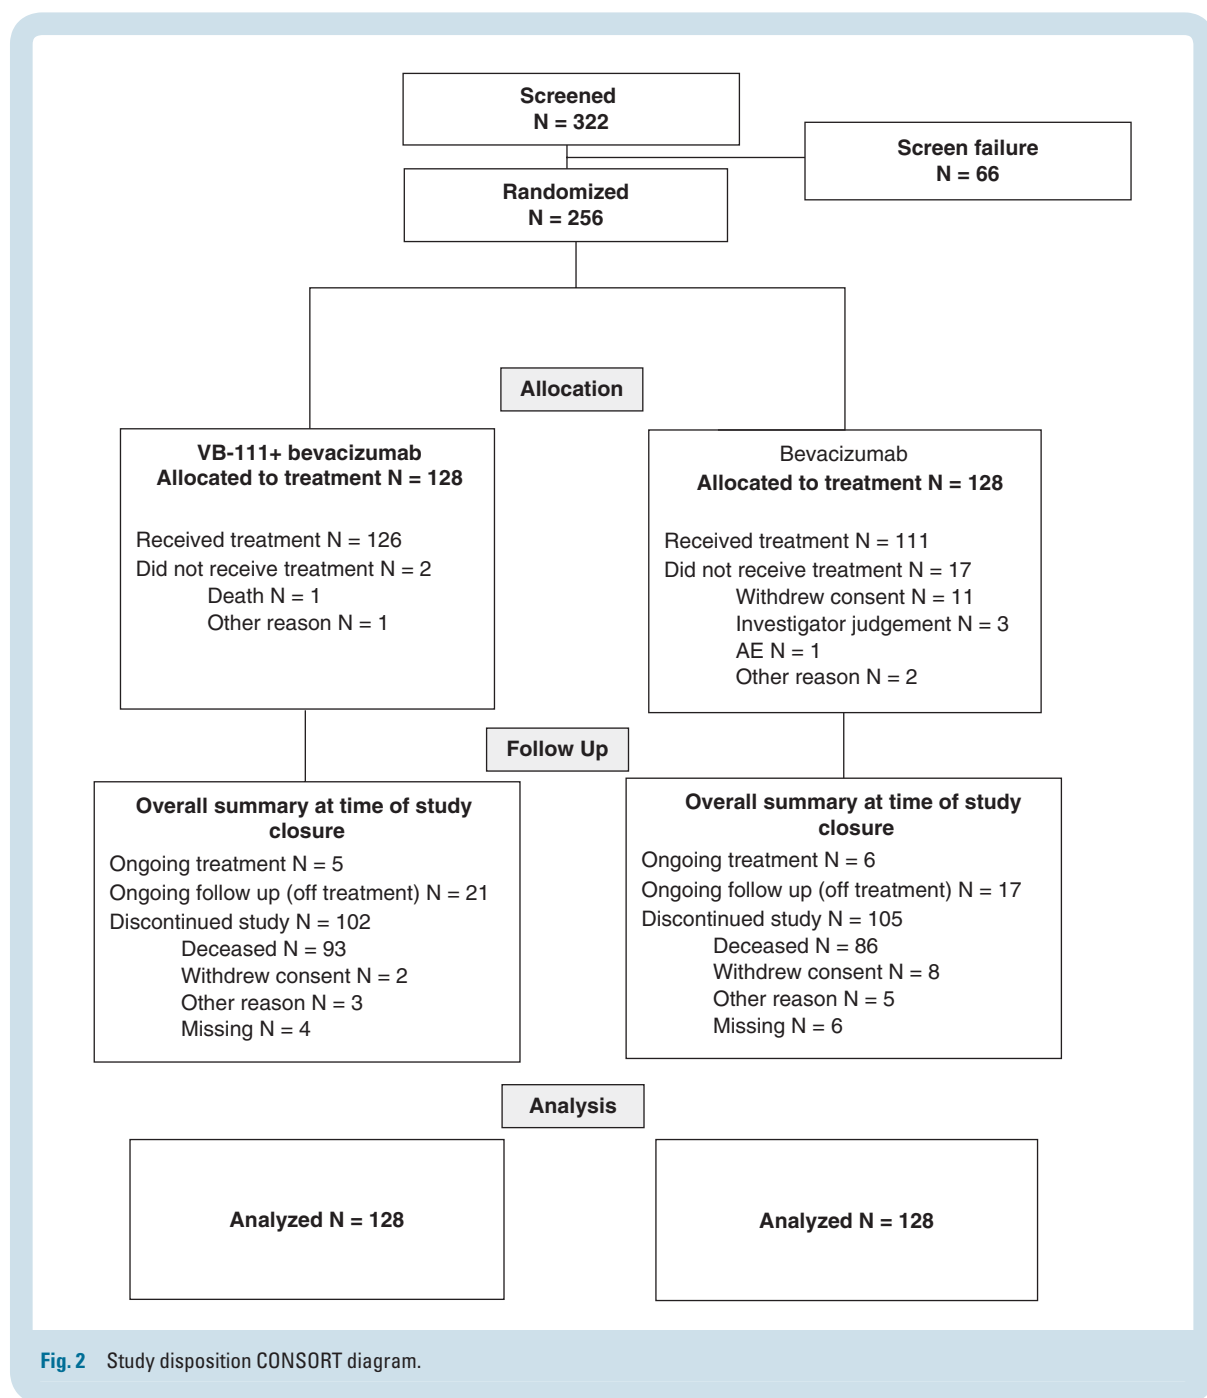 Screened
N = 322
Screen failure
N = 66
Randomized
N = 256
Allocation
VB-111+ bevacizumab
Allocated to treatment N = 128
Received treatment N = 126
Did not receive treatment N = 2
Death N = 1
Other reason N = 1
Bevacizumab
Allocated to treatment N = 128
Received treatment N = 111
Did not receive treatment N = 17
Withdrew consent N = 11
Investigator judgement N = 3
AE N = 1
Other reason N = 2
Follow Up
Overall summary at time of study
closure
Ongoing treatment N = 5
Ongoing follow up (off treatment) N = 21
Discontinued study N = 102
Deceased N = 93
Withdrew consent N = 2
Other reason N = 3
Missing N = 4
Overall summary at time of study
closure
Ongoing treatment N = 6
Ongoing follow up (off treatment) N = 17
Discontinued study N = 105
Deceased N = 86
Withdrew consent N = 8
Other reason N = 5
Missing N = 6
Analysis
Analyzed N = 128
Analyzed N = 128
Fig. 2 Study disposition CONSORT diagram.